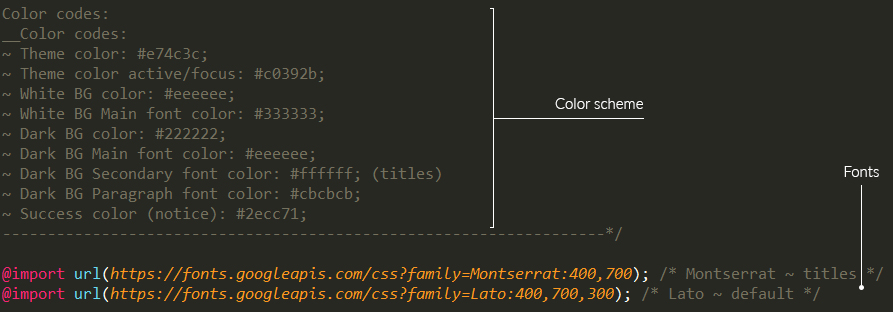 Color codes:
__Color codes:
~ Theme color: #e74c3c;
~ Theme color active/focus: #c0392b;
~ White BG color: #eeeeee;
~ White BG Main font color: #333333;
~ Dark BG color: #222222;
~ Dark BG Main font color: #eeeeee;
~ Dark BG Secondary font color: #ffffff; (titles)
~ Dark BG Paragraph font color: #cbcbcb;
~ Success color (notice): #2ecc71;
-------------------------------------------------------------------*/
Color scheme
Fonts
@import url(https://fonts.googleapis.com/css?family=Montserrat:400,700); /* Montserrat ~ titles */
@import url(https://fonts.googleapis.com/css?family=Lato:400,700,300); /* Lato ~ default */